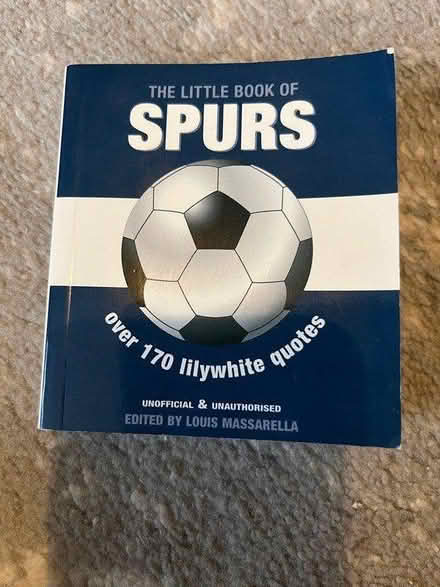 THE LITTLE BOOK OF
SPURS
over 170 lilywhite quotes
UNOFFICIAL & UNAUTHORISED
EDITED BY LOUIS MASSARELLA